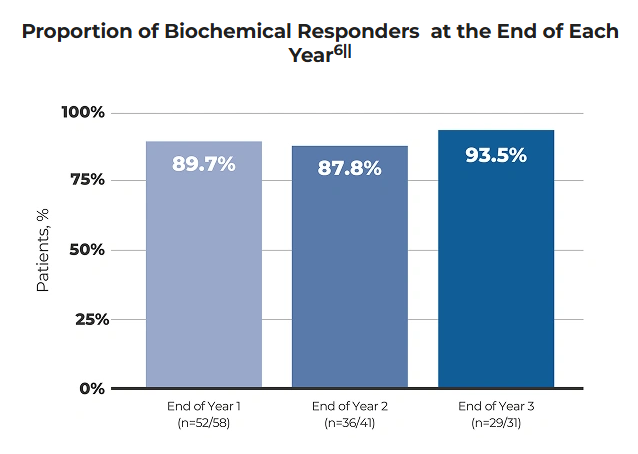 Proportion of Biochemical Responders at the End of Each
Year6||
100%
75%
50%
25%
0%
Patients, %
89.7%
87.8%
93.5%
End of Year 1
(n=52/58)
End of Year 2
(n=36/41)
End of Year 3
(n=29/31)